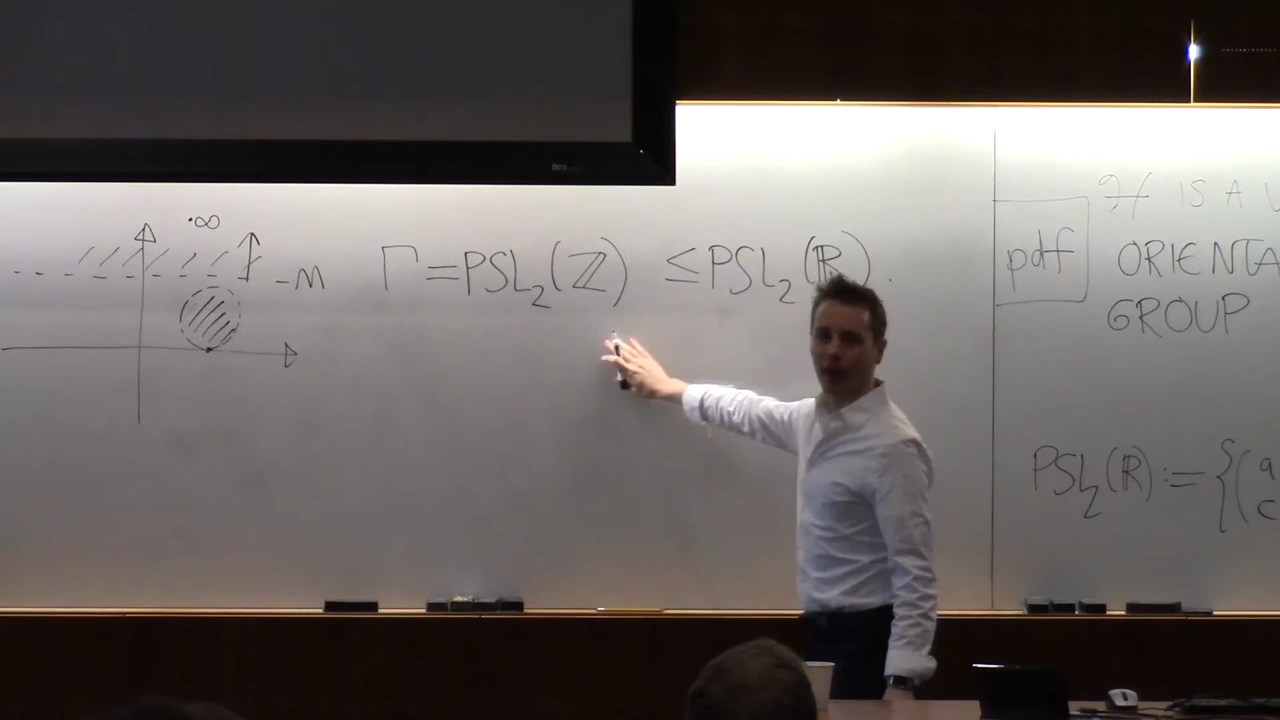 ∞
M
Γ=PSL₂(ℤ) ≤PSL₂(ℝ).
pdf
ℋ IS A
ORIENTA
GROUP
PSL₂(ℝ):={(a
c